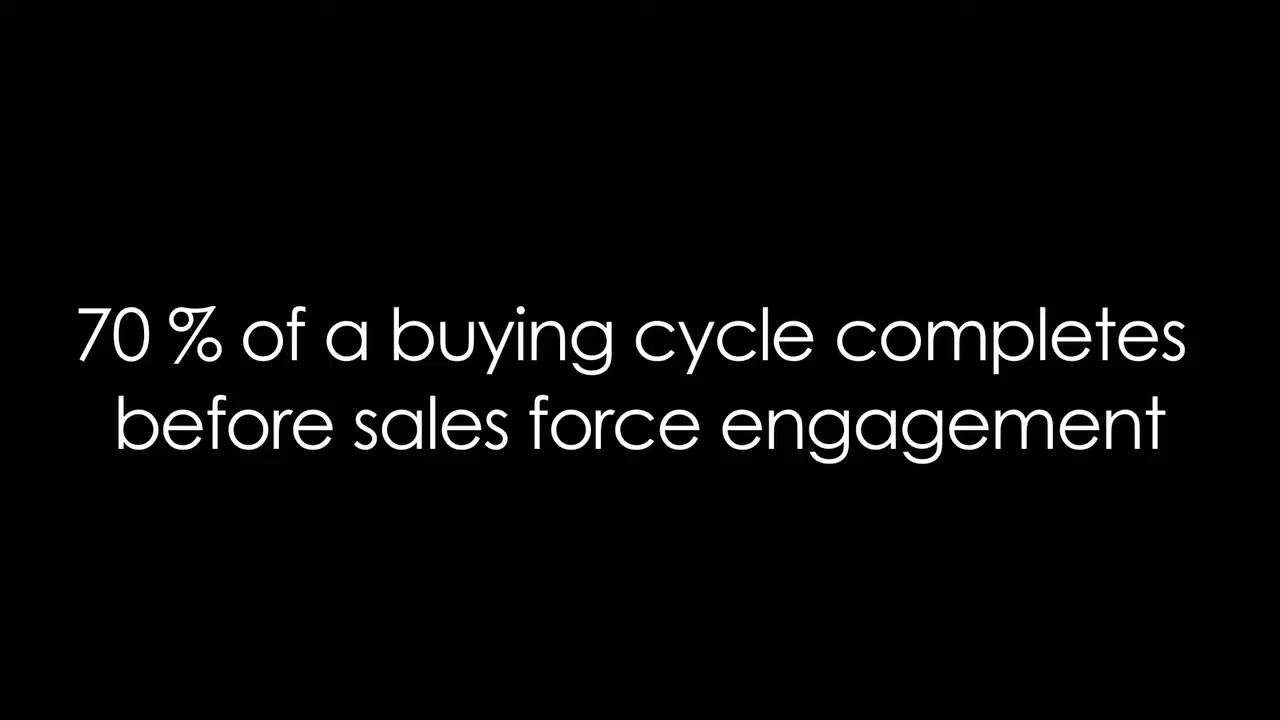 70 % of a buying cycle completes
before sales force engagement